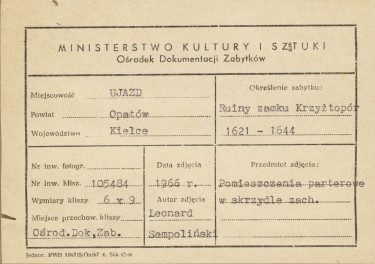 MINISTERSTWO KULTURY I SZTUKI
Ośrodek Dokumentacji Zabytków
Miejscowość UJAZD
Powiat Opatów
Województwo Kielce
Określenie zabytku:
Ruiny zamku Krzyżtopór
1621 - 1644
Nr inw. fotogr.
Nr inw. klisz. 105484
Wymiary kliszy 6 x 9
Miejsce przechow. kliszy
Ośrod.Dok,Zab.
Data zdjęcia
1966 r.
Autor zdjęcia
Leonard
Sempoliński
Przedmiot zdjęcia:
Pomieszczenia parterowe
w skrzydle zach.